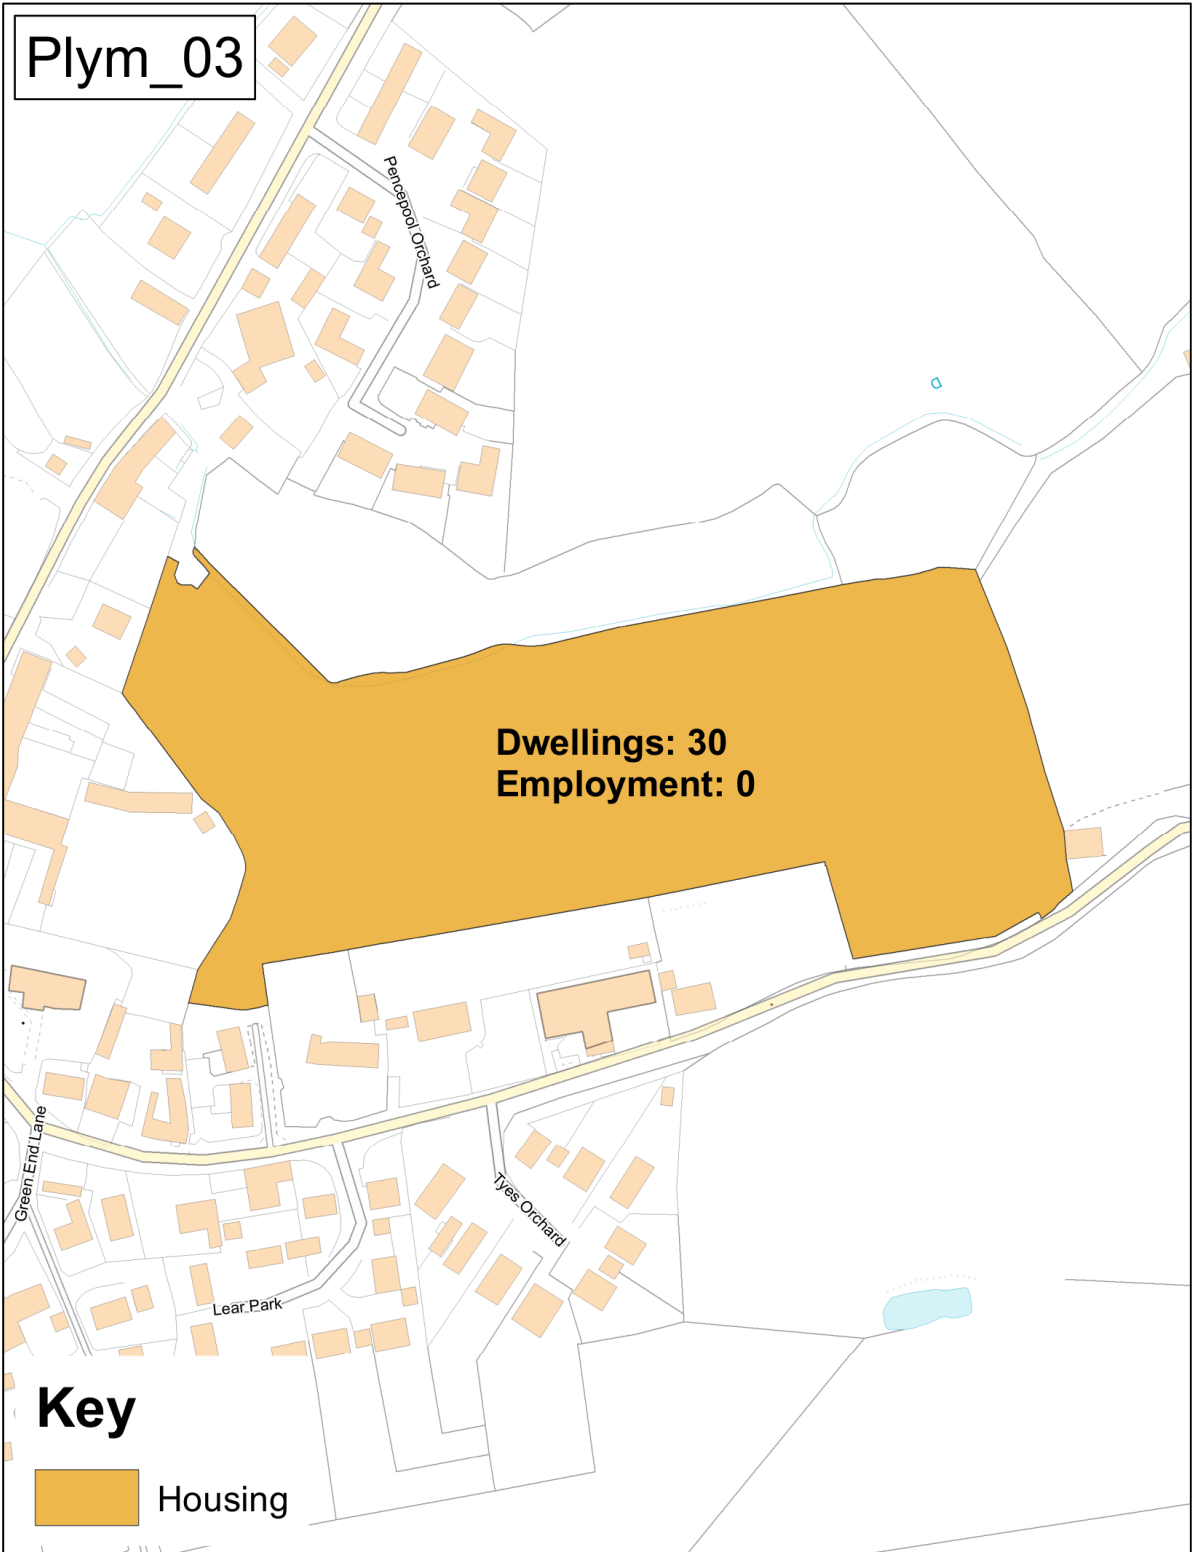 Plym_03
Pencepool Orchard
Dwellings: 30
Employment: 0
Green End Lane
Tyes Orchard
Lear Park
Key
Housing